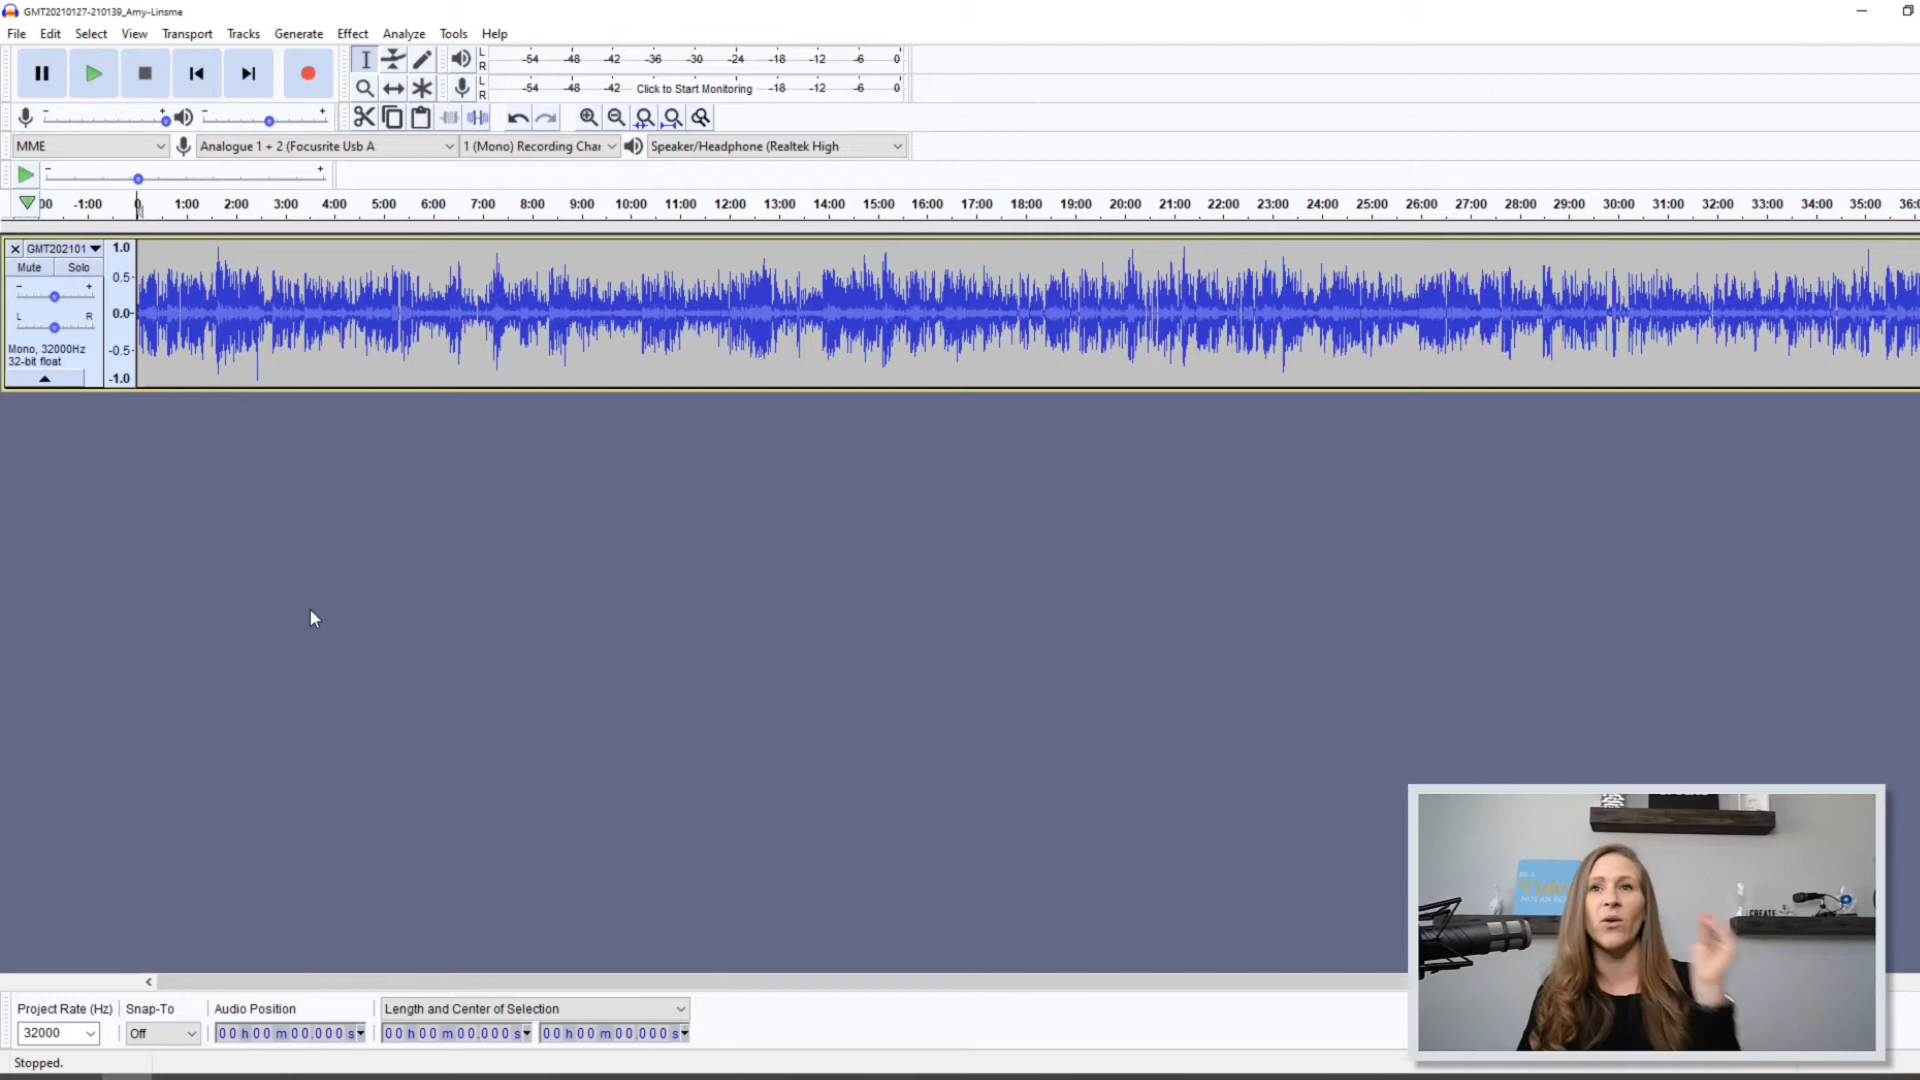 GMT20210127-210139_Amy-Linsme
File Edit Select View Transport Tracks Generate Effect Analyze Tools Help
L
R
-54 -48 -42 -36 -30 -24 -18 -12 -6 0
L
R
-54 -48 -42 Click to Start Monitoring -18 -12 -6 0
MME Analogue 1 + 2 (Focusrite Usb A 1 (Mono) Recording Char Speaker/Headphone (Realtek High
-1:00 0 1:00 2:00 3:00 4:00 5:00 6:00 7:00 8:00 9:00 10:00 11:00 12:00 13:00 14:00 15:00 16:00 17:00 18:00 19:00 20:00 21:00 22:00 23:00 24:00 25:00 26:00 27:00 28:00 29:00 30:00 31:00 32:00 33:00 34:00 35:00 36:0
GMT202101 1.0
Mute Solo
0.5
L R 0.0
Mono, 32000Hz
32-bit float
-0.5
-1.0
BE A
Voice
NOT AN
CREATE
Project Rate (Hz) Snap-To Audio Position Length and Center of Selection
32000 Off 00 h 00 m 00.000 s 00 h 00 m 00.000 s 00 h 00 m 00.000 s
Stopped.